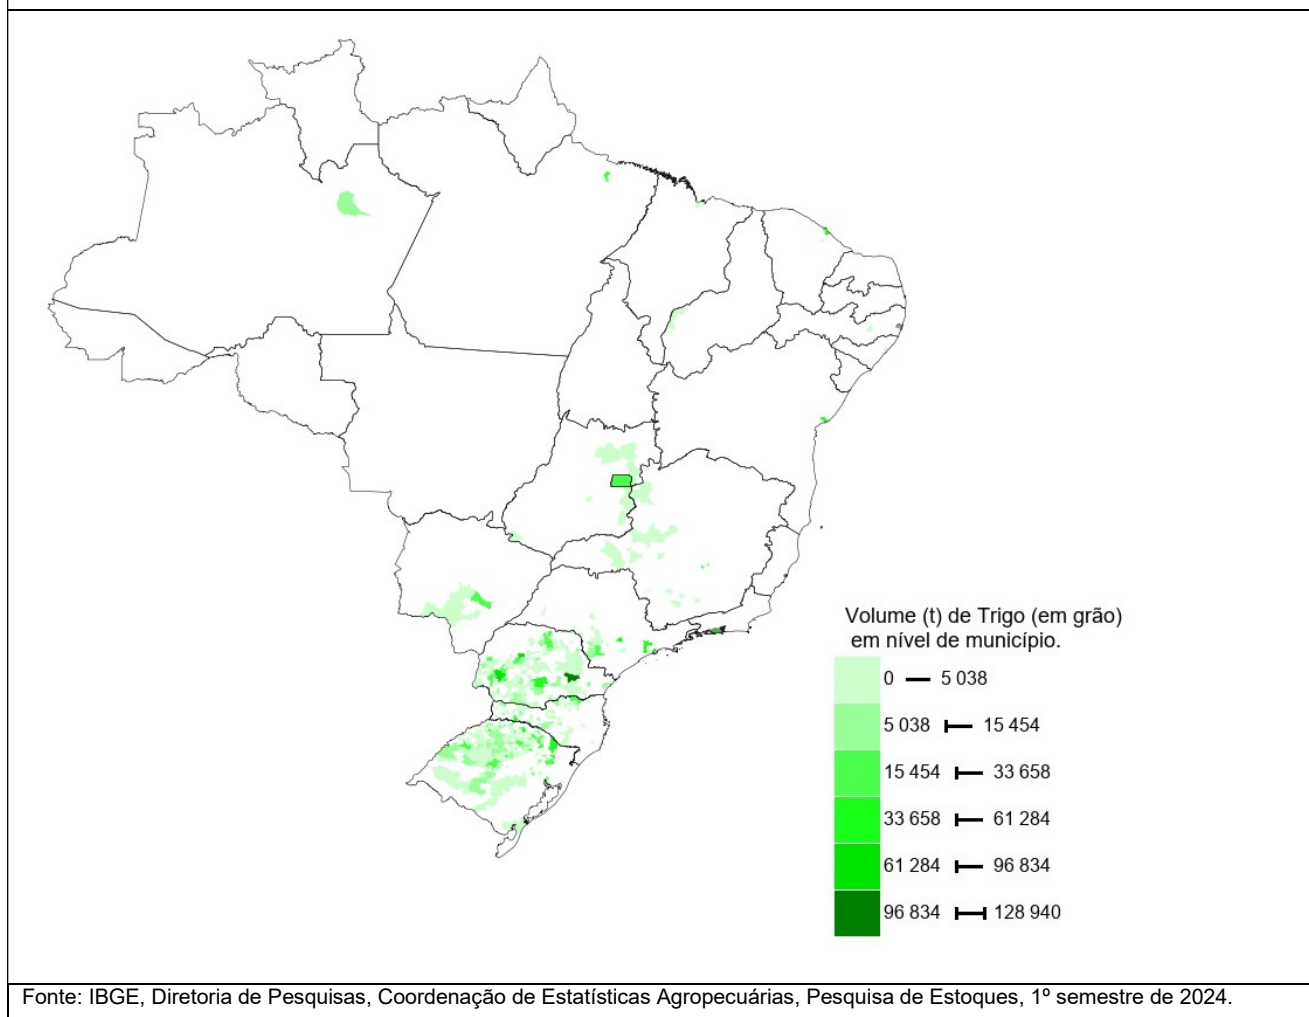 Volume (t) de Trigo (em grão)
em nível de município.
0 5 038
5 038 15 454
15 454 33 658
33 658 61 284
61 284 96 834
96 834 128 940
Fonte: IBGE, Diretoria de Pesquisas, Coordenação de Estatísticas Agropecuárias, Pesquisa de Estoques, 1º semestre de 2024.